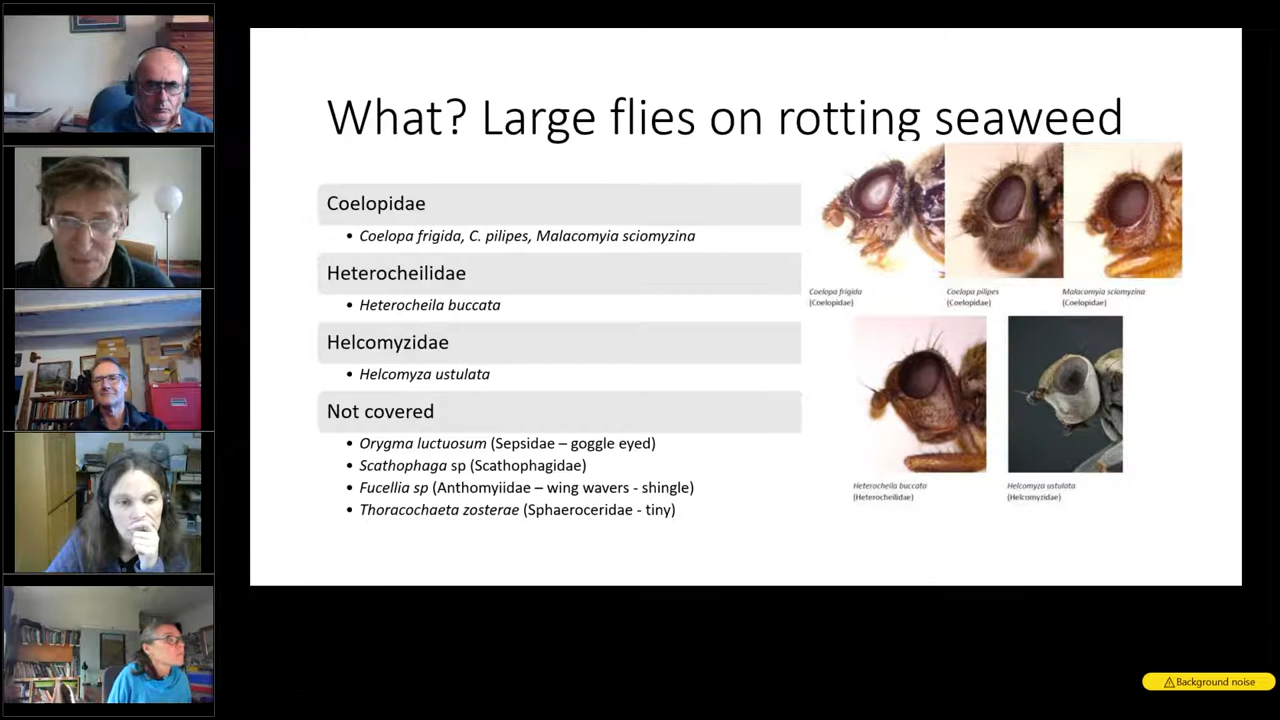 What? Large flies on rotting seaweed
Coelopidae
• Coelopa frigida, C. pilipes, Malacomyia sciomyzina
Heterocheilidae
• Heterocheila buccata
Helcomyzidae
• Helcomyza ustulata
Not covered
• Orygma luctuosum (Sepsidae – goggle eyed)
• Scathophaga sp (Scathophagidae)
• Fucellia sp (Anthomyiidae – wing wavers - shingle)
• Thoracochaeta zosterae (Sphaeroceridae - tiny)
Coelopa frigida
(Coelopidae)
Coelopa pilipes
(Coelopidae)
Malacomyia sciomyzina
(Coelopidae)
Heterocheila buccata
(Heterocheilidae)
Helcomyza ustulata
(Helcomyzidae)
Background noise